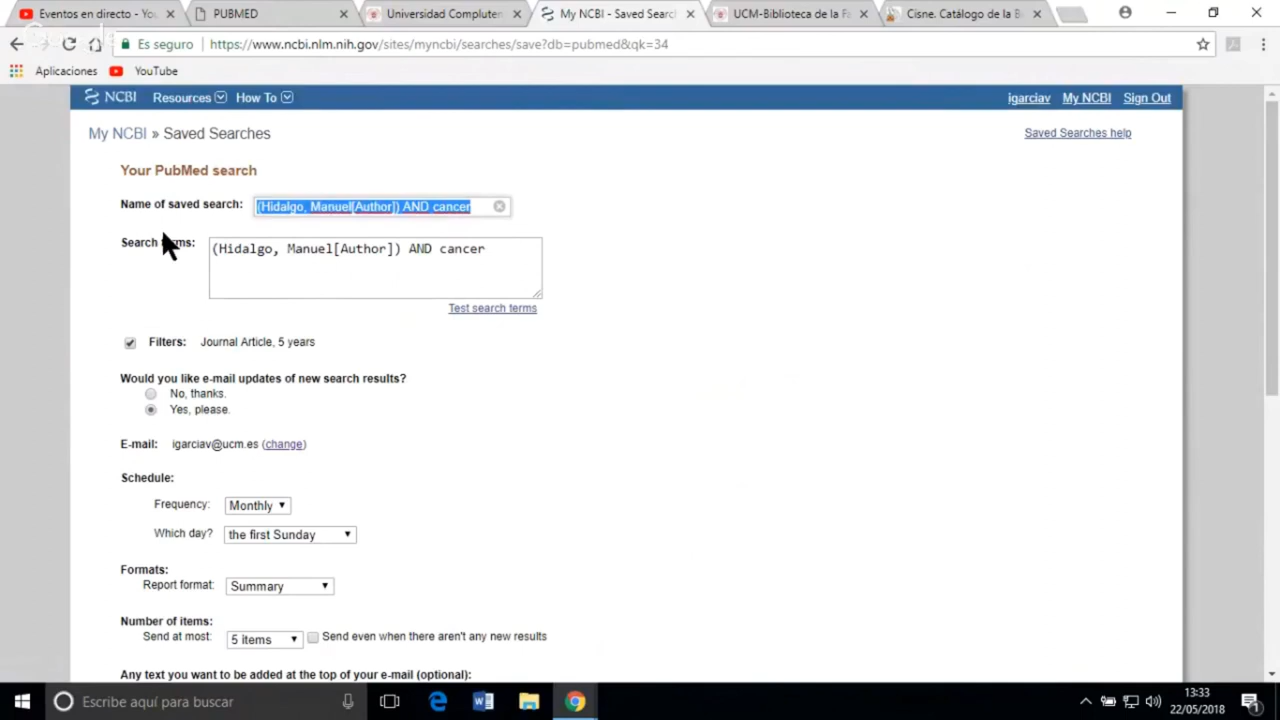 Eventos en directo - You
PUBMED
Universidad Compluten
My NCBI - Saved Search
UCM-Biblioteca de la Fa
Cisne. Catálogo de la B
Es seguro
https://www.ncbi.nlm.nih.gov/sites/myncbi/searches/save?db=pubmed&qk=34
Aplicaciones
YouTube
NCBI Resources How To
igarciav My NCBI Sign Out
My NCBI » Saved Searches
Saved Searches help
Your PubMed search
Name of saved search: (Hidalgo, Manuel[Author]) AND cancer
Search terms: (Hidalgo, Manuel[Author]) AND cancer
Test search terms
Filters: Journal Article, 5 years
Would you like e-mail updates of new search results?
No, thanks.
Yes, please.
E-mail: igarciav@ucm.es (change)
Schedule:
Frequency: Monthly
Which day? the first Sunday
Formats:
Report format: Summary
Number of items:
Send at most: 5 items Send even when there aren't any new results
Any text you want to be added at the top of your e-mail (optional):
Escribe aquí para buscar
13:33
22/05/2018
1